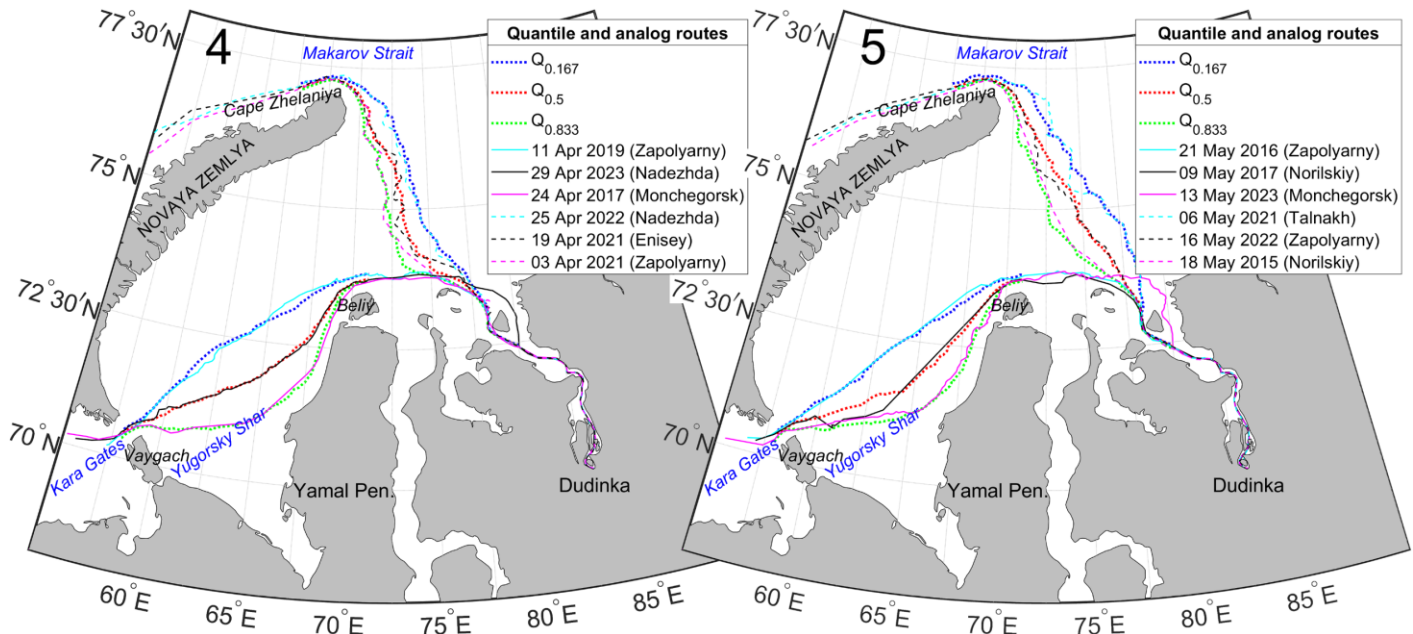 77°30'N
4
Makarov Strait
Cape Zhelaniya
75°N
NOVAYA ZEMLYA
72°30'N
Beliy
70°N
Kara Gates
Vaygach
Yugorsky Shar
Yamal Pen.
Dudinka
60°E
65°E
70°E
75°E
80°E
85°E
Quantile and analog routes
Q0.167
Q0.5
Q0.833
11 Apr 2019 (Zapolyarny)
29 Apr 2023 (Nadezhda)
24 Apr 2017 (Monchegorsk)
25 Apr 2022 (Nadezhda)
19 Apr 2021 (Enisey)
03 Apr 2021 (Zapolyarny)
77°30'N
5
Makarov Strait
Cape Zhelaniya
75°N
NOVAYA ZEMLYA
72°30'N
Beliy
70°N
Kara Gates
Vaygach
Yugorsky Shar
Yamal Pen.
Dudinka
60°E
65°E
70°E
75°E
80°E
85°E
Quantile and analog routes
Q0.167
Q0.5
Q0.833
21 May 2016 (Zapolyarny)
09 May 2017 (Norilskiy)
13 May 2023 (Monchegorsk)
06 May 2021 (Talnakh)
16 May 2022 (Zapolyarny)
18 May 2015 (Norilskiy)